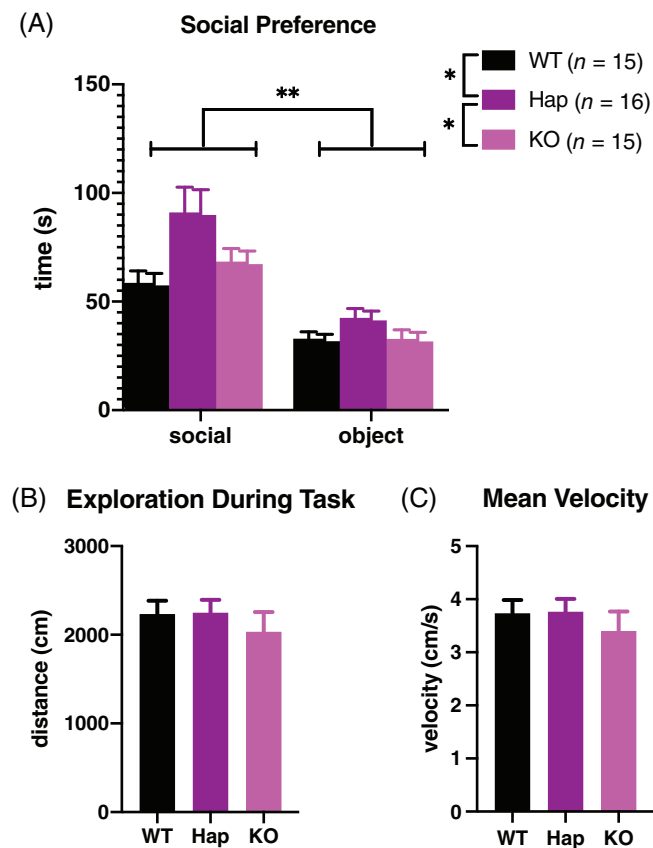 (A)
Social Preference
* WT (n = 15)
Hap (n = 16)
* KO (n = 15)
**
150
100
50
0
time (s)
social object
(B) Exploration During Task
3000
2000
1000
0
distance (cm)
WT Hap KO
(C) Mean Velocity
5
4
3
2
1
0
velocity (cm/s)
WT Hap KO